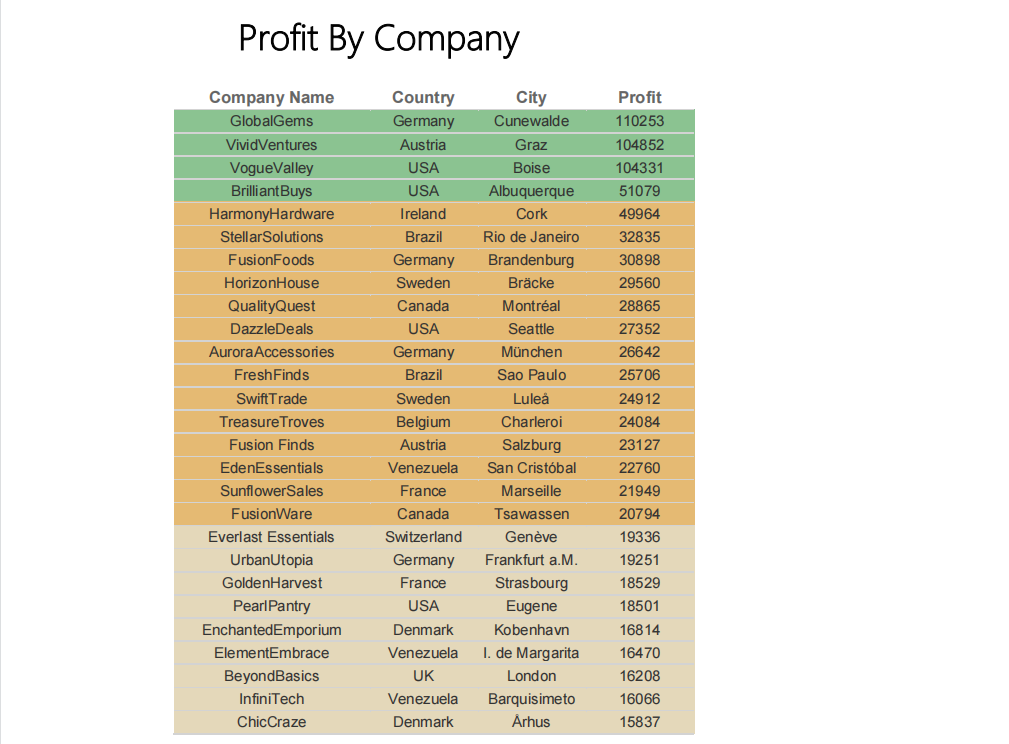 Profit By Company
Company Name Country City Profit
GlobalGems Germany Cunewalde 110253
VividVentures Austria Graz 104852
VogueValley USA Boise 104331
BrilliantBuys USA Albuquerque 51079
HarmonyHardware Ireland Cork 49964
StellarSolutions Brazil Rio de Janeiro 32835
FusionFoods Germany Brandenburg 30898
HorizonHouse Sweden Bräcke 29560
QualityQuest Canada Montréal 28865
DazzleDeals USA Seattle 27352
AuroraAccessories Germany München 26642
FreshFinds Brazil Sao Paulo 25706
SwiftTrade Sweden Luleå 24912
TreasureTroves Belgium Charleroi 24084
Fusion Finds Austria Salzburg 23127
EdenEssentials Venezuela San Cristóbal 22760
SunflowerSales France Marseille 21949
FusionWare Canada Tsawassen 20794
Everlast Essentials Switzerland Genève 19336
UrbanUtopia Germany Frankfurt a.M. 19251
GoldenHarvest France Strasbourg 18529
PearlPantry USA Eugene 18501
EnchantedEmporium Denmark Kobenhavn 16814
ElementEmbrace Venezuela I. de Margarita 16470
BeyondBasics UK London 16208
InfiniTech Venezuela Barquisimeto 16066
ChicCraze Denmark Århus 15837